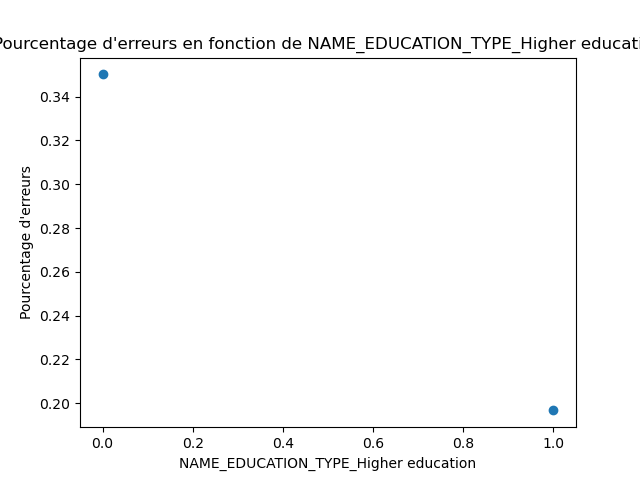 Pourcentage d'erreurs en fonction de NAME_EDUCATION_TYPE_Higher educati
0.34
0.32
0.30
0.28
0.26
0.24
0.22
0.20
Pourcentage d'erreurs
0.0 0.2 0.4 0.6 0.8 1.0
NAME_EDUCATION_TYPE_Higher education